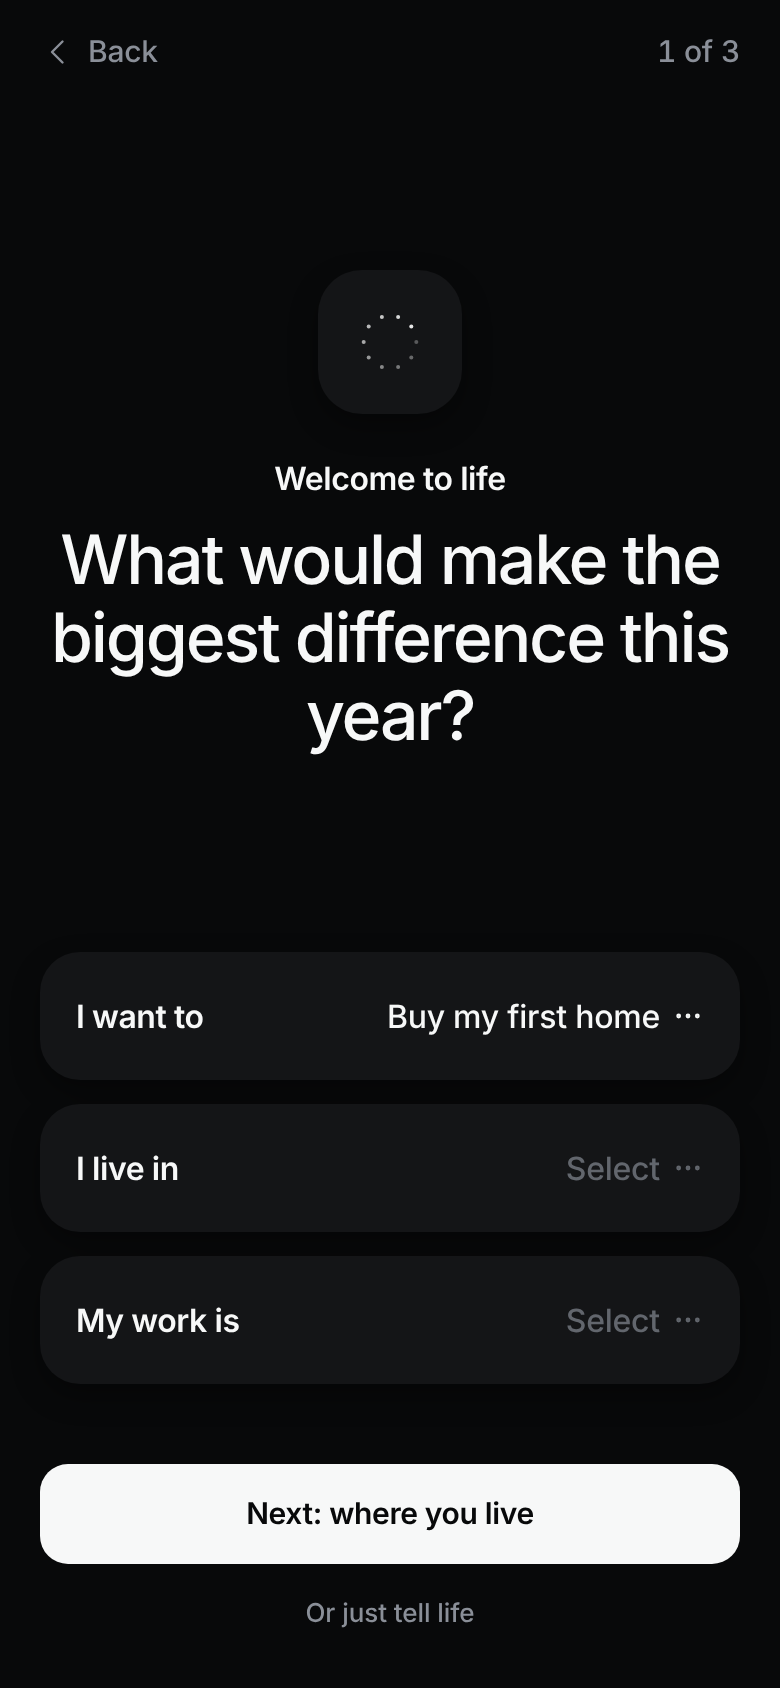 Back
1 of 3
Welcome to life
What would make the
biggest difference this
year?
I want to
Buy my first home
I live in
Select
My work is
Select
Next: where you live
Or just tell life